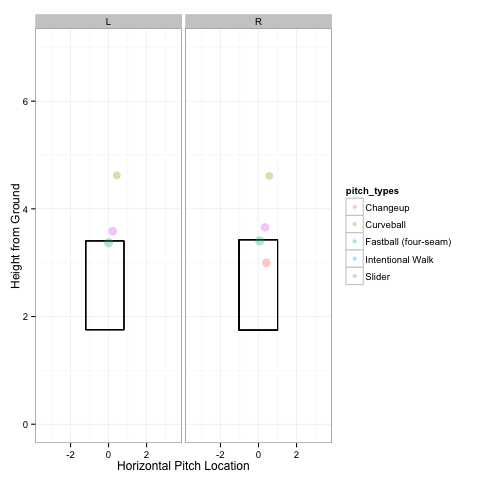 L
R
6
4
2
0
-2
0
2
-2
0
2
Height from Ground
Horizontal Pitch Location
pitch_types
Changeup
Curveball
Fastball (four-seam)
Intentional Walk
Slider